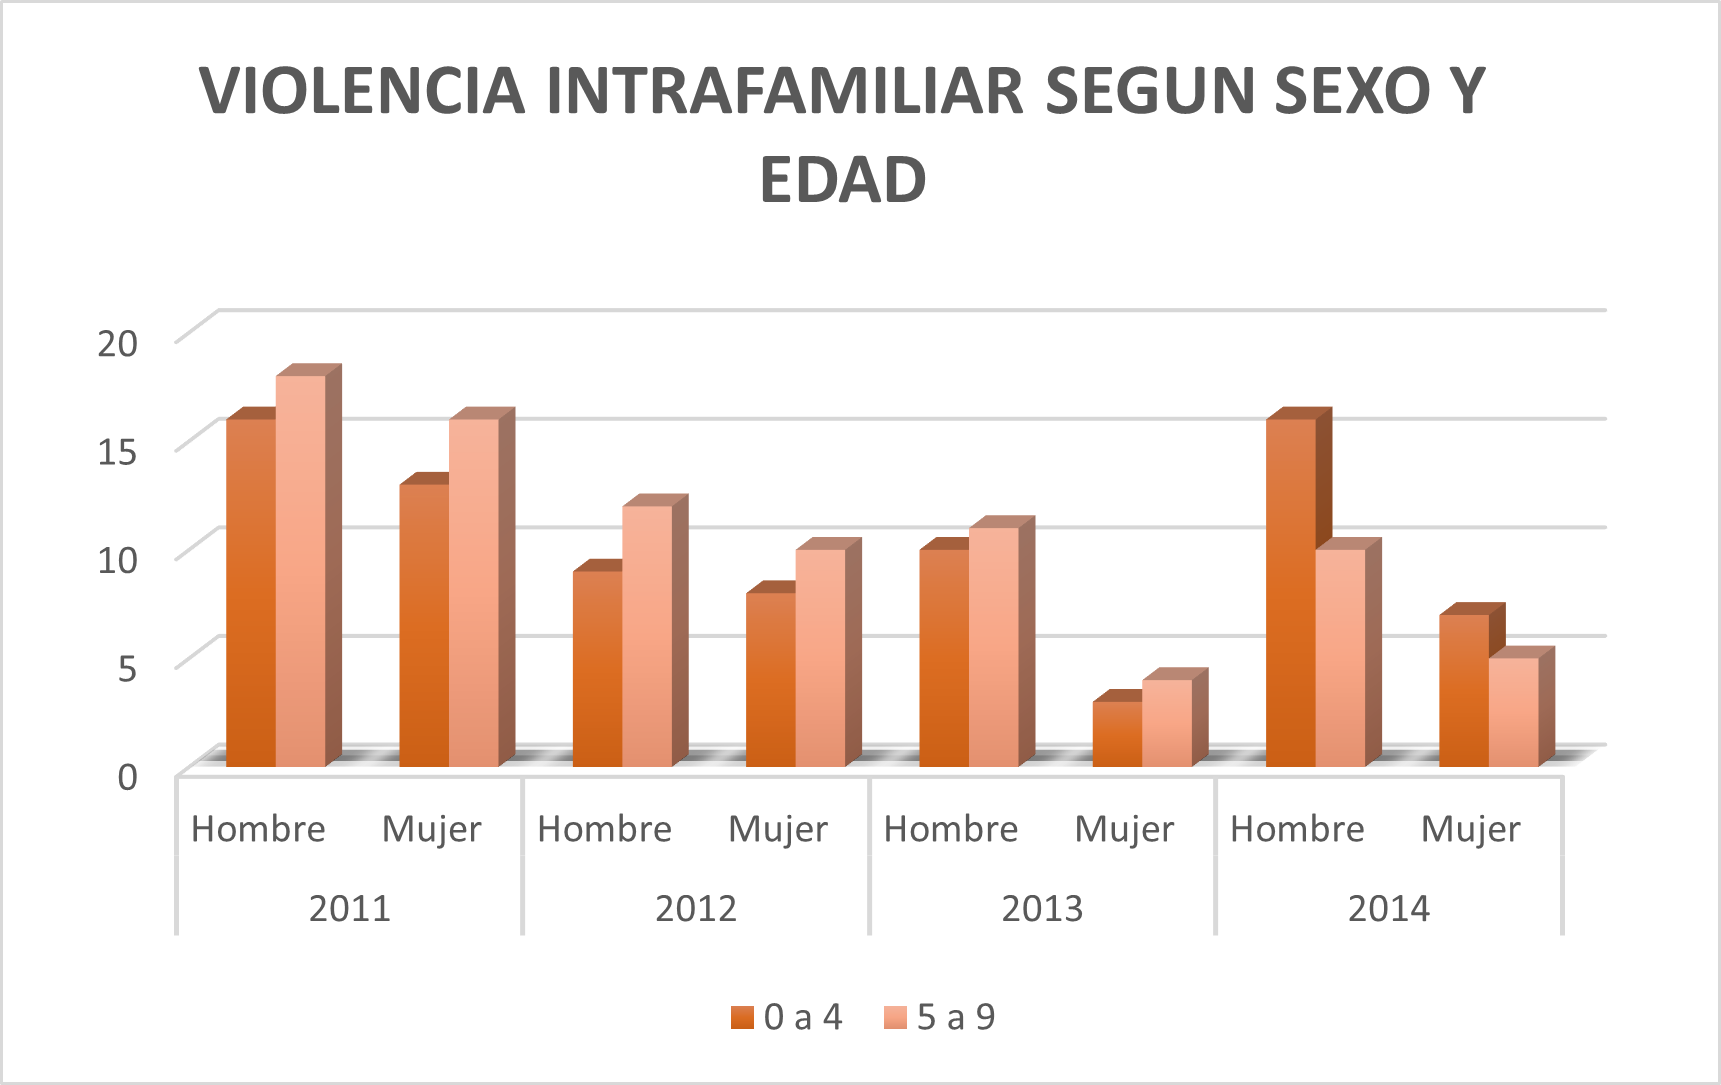 VIOLENCIA INTRAFAMILIAR SEGUN SEXO Y
EDAD
20
15
10
5
0
Hombre Mujer Hombre Mujer Hombre Mujer Hombre Mujer
2011 2012 2013 2014
0 a 4 5 a 9